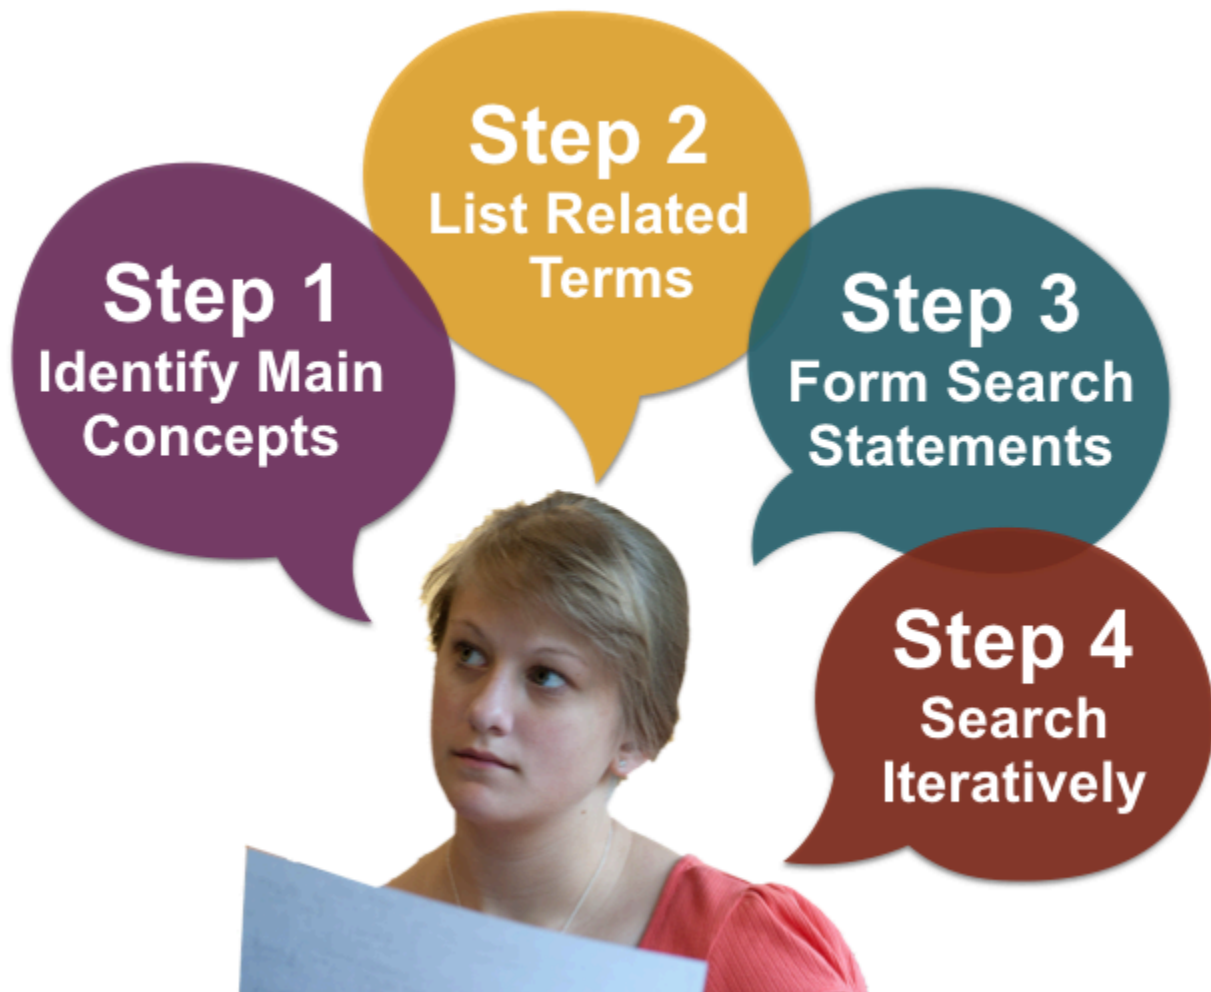 Step 1
Identify Main
Concepts
Step 2
List Related
Terms
Step 3
Form Search
Statements
Step 4
Search
Iteratively